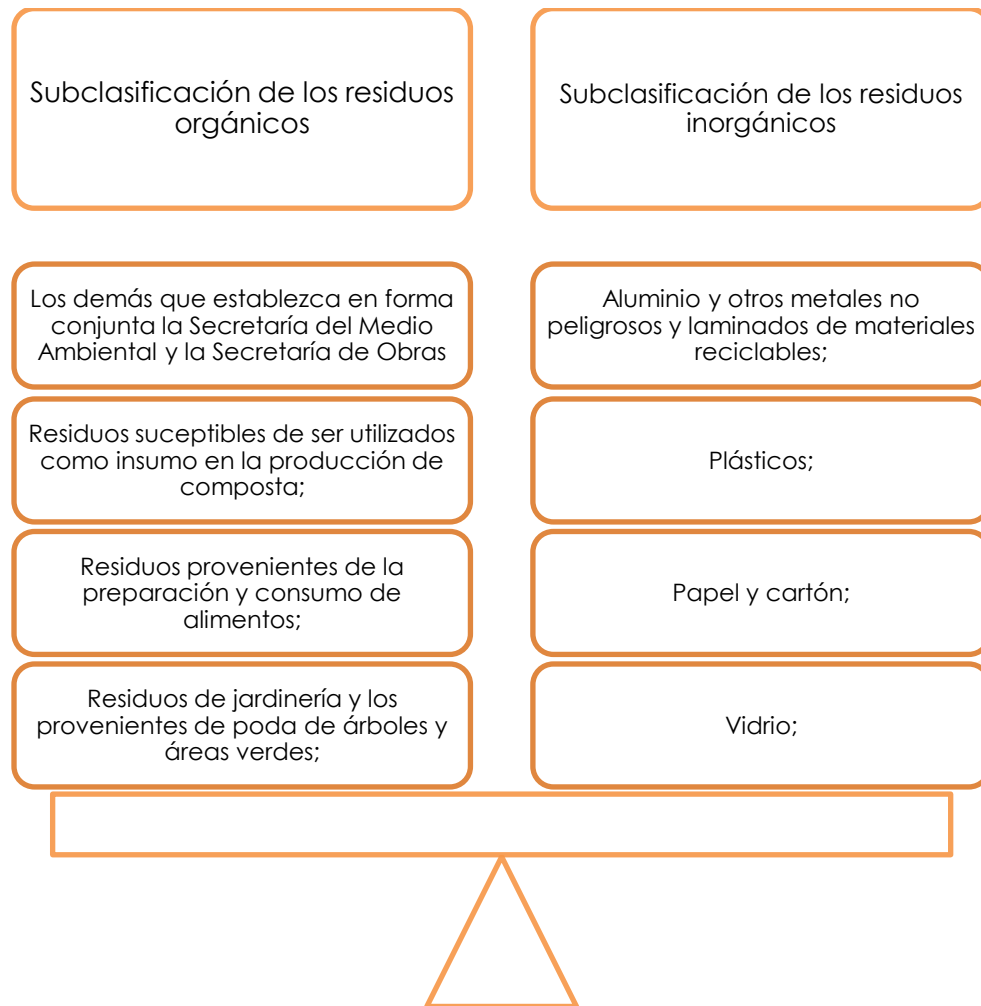 Subclasificación de los residuos
orgánicos
Subclasificación de los residuos
inorgánicos
Los demás que establezca en forma
conjunta la Secretaría del Medio
Ambiental y la Secretaría de Obras
Residuos suceptibles de ser utilizados
como insumo en la producción de
composta;
Residuos provenientes de la
preparación y consumo de
alimentos;
Residuos de jardinería y los
provenientes de poda de árboles y
áreas verdes;
Aluminio y otros metales no
peligrosos y laminados de materiales
reciclables;
Plásticos;
Papel y cartón;
Vidrio;